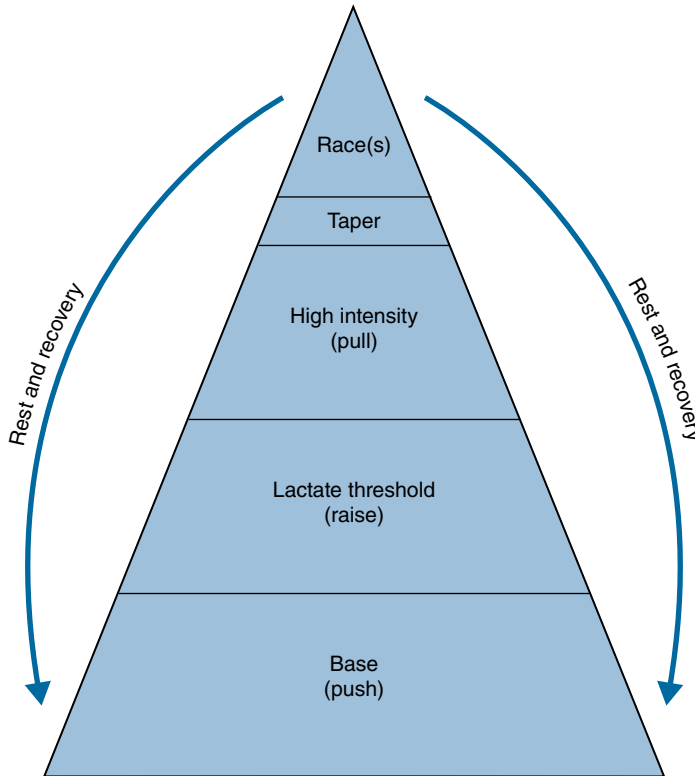 Race(s)
Taper
High intensity
(pull)
Lactate threshold
(raise)
Base
(push)
Rest and recovery
Rest and recovery